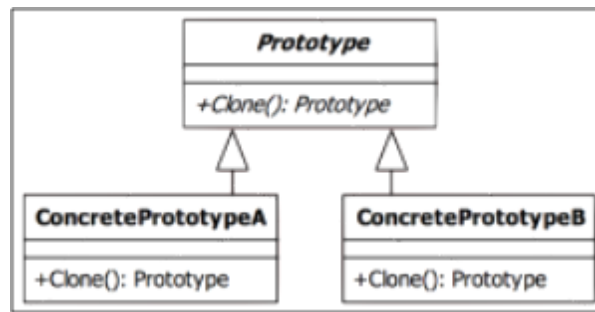 Prototype
+Clone(): Prototype
ConcretePrototypeA
+Clone(): Prototype
ConcretePrototypeB
+Clone(): Prototype